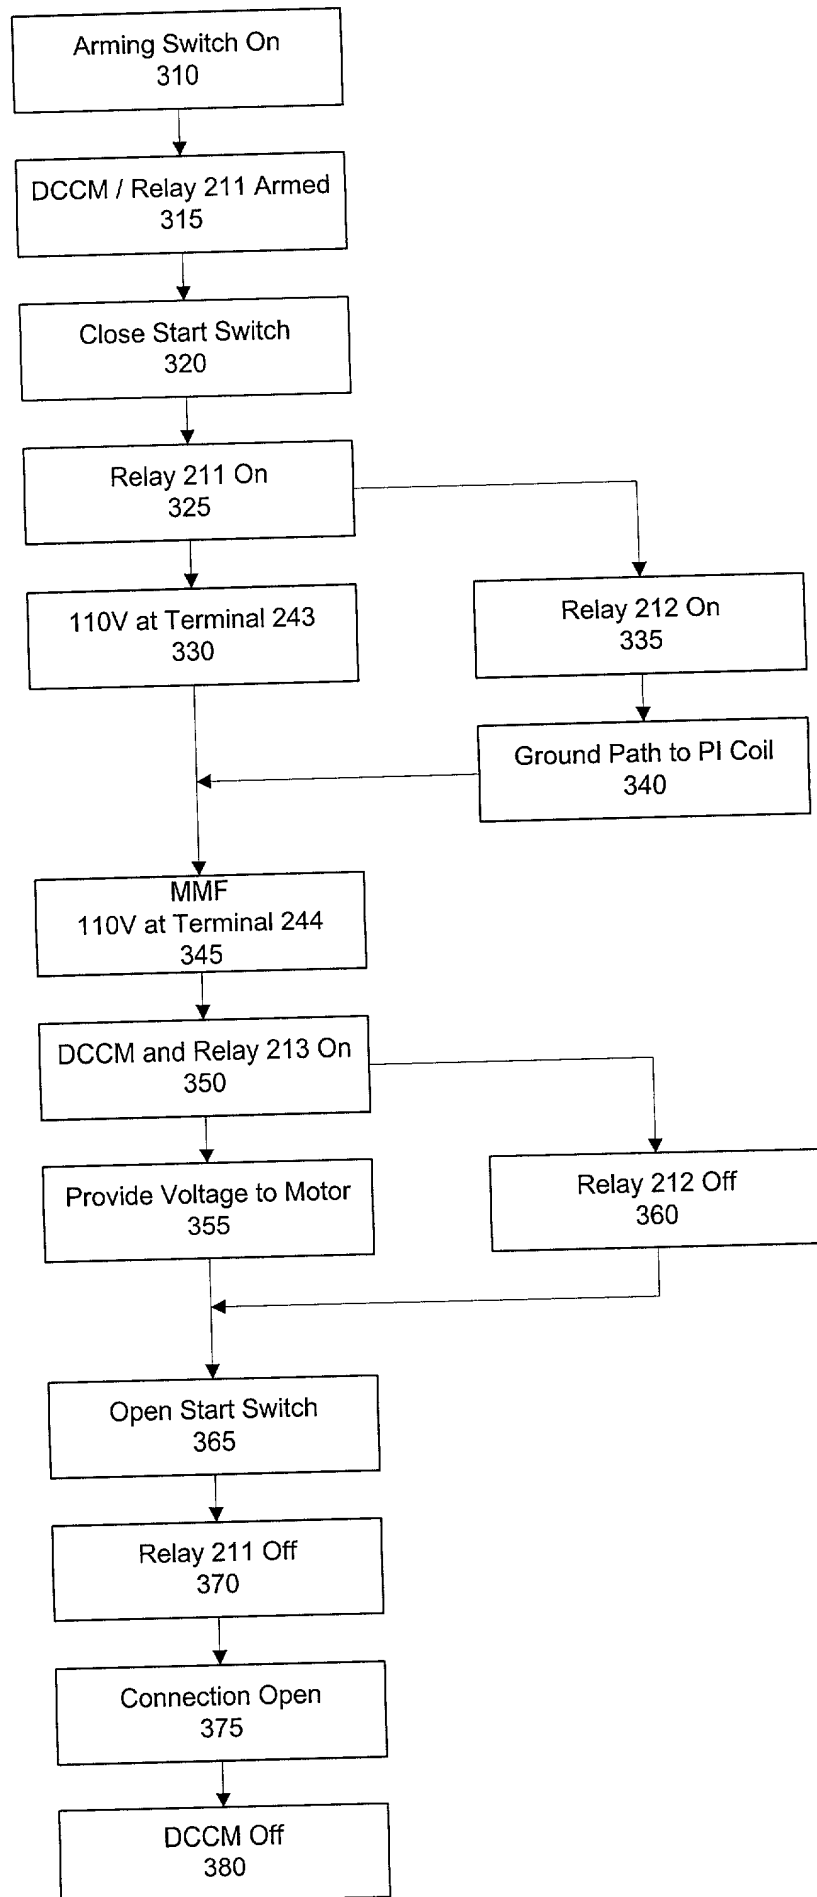 Arming Switch On
310
DCCM / Relay 211 Armed
315
Close Start Switch
320
Relay 211 On
325
110V at Terminal 243
330
Relay 212 On
335
Ground Path to PI Coil
340
MMF
110V at Terminal 244
345
DCCM and Relay 213 On
350
Provide Voltage to Motor
355
Relay 212 Off
360
Open Start Switch
365
Relay 211 Off
370
Connection Open
375
DCCM Off
380